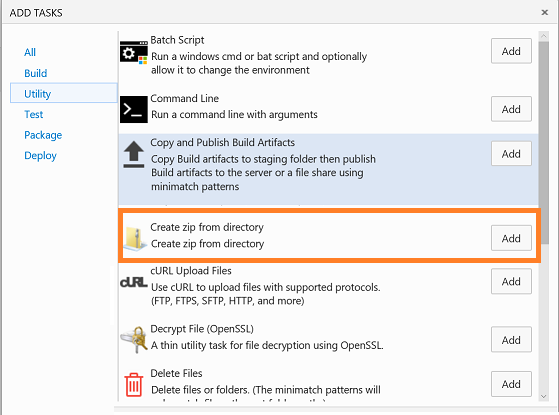 ADD TASKS
×
All
Build
Utility
Test
Package
Deploy
Batch Script
Run a windows cmd or bat script and optionally
allow it to change the environment
Add
Command Line
Run a command line with arguments
Add
Copy and Publish Build Artifacts
Copy Build artifacts to staging folder then publish
Build artifacts to the server or a file share using
minimatch patterns
Add
Create zip from directory
Create zip from directory
Add
cURL
cURL Upload Files
Use cURL to upload files with supported protocols.
(FTP, FTPS, SFTP, HTTP, and more)
Add
Decrypt File (OpenSSL)
A thin utility task for file decryption using OpenSSL.
Add
Delete Files
Delete files or folders. (The minimatch patterns will
Add